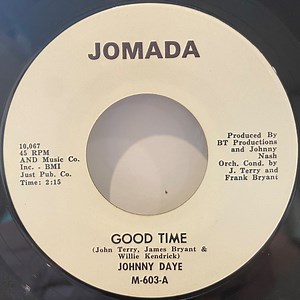 JOMADA
10,067
45 RPM
AND Music Co.
Inc. - BMI
Just Pub. Co.
Time: 2:15
Produced By
BT Productions
and Johnny
Nash
Orch. Cond. by
J. Terry and
Frank Bryant
GOOD TIME
(John Terry, James Bryant &
Willie Kendrick)
JOHNNY DAYE
M-603-A